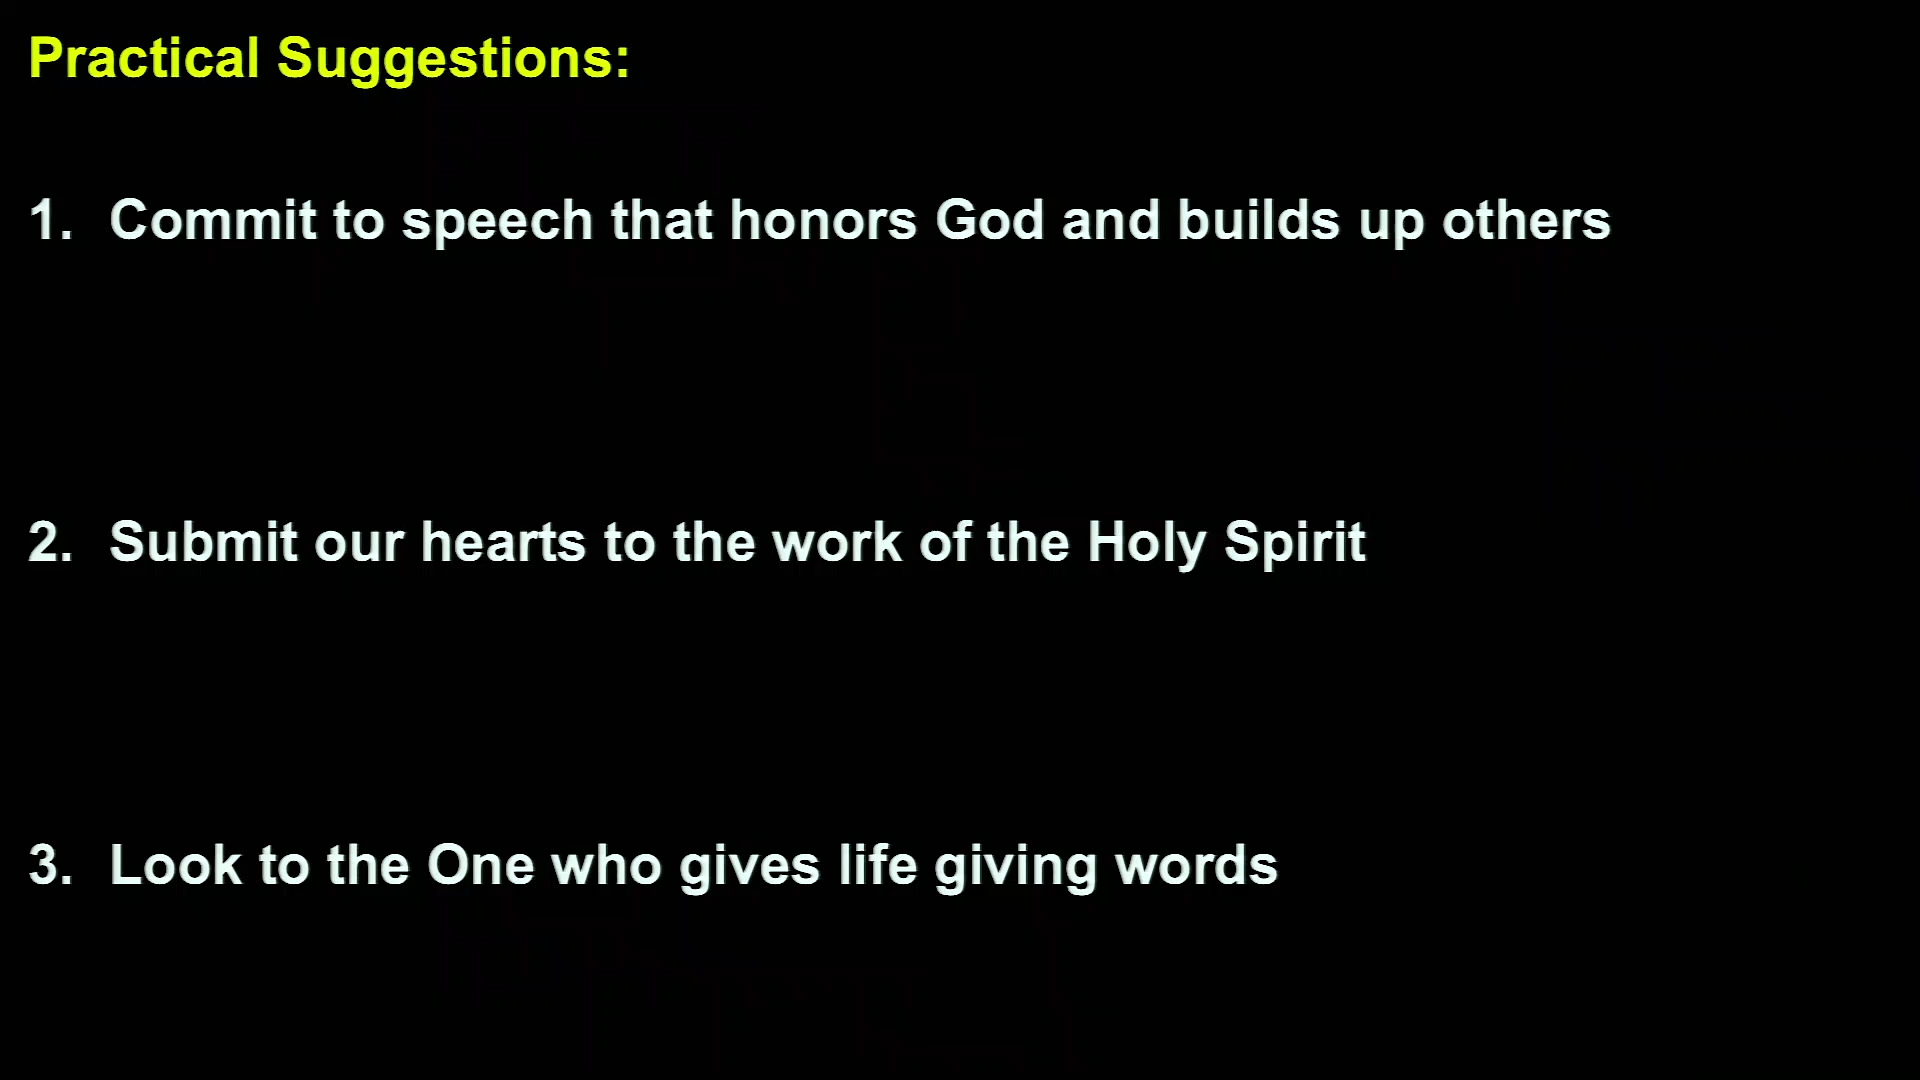 Practical Suggestions:
1. Commit to speech that honors God and builds up others
2. Submit our hearts to the work of the Holy Spirit
3. Look to the One who gives life giving words